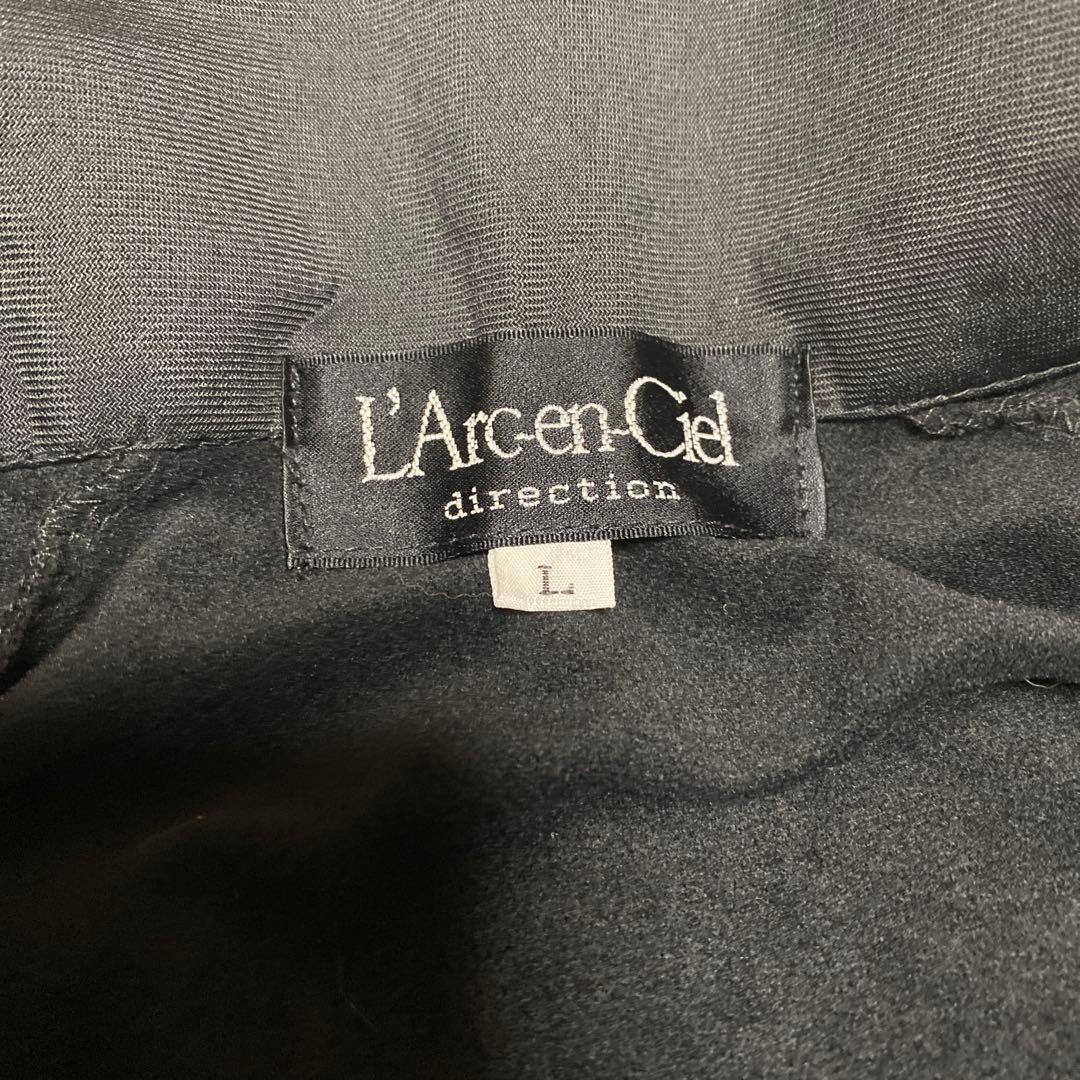 L'Arc-en-Ciel
direction
L